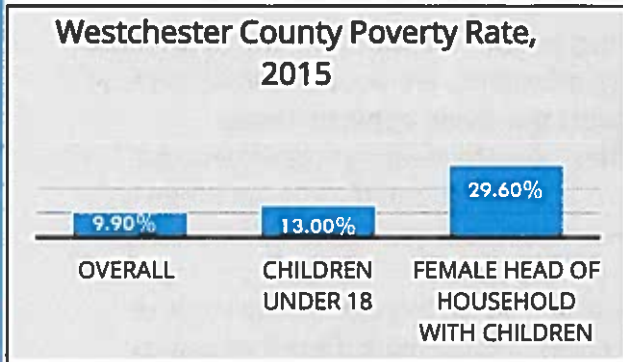 Westchester County Poverty Rate,
2015
29.60%
9.90%
13.00%
OVERALL
CHILDREN
UNDER 18
FEMALE HEAD OF
HOUSEHOLD
WITH CHILDREN